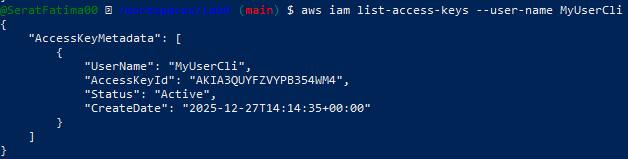 @SeratFatima00 /workspaces/Lab9 (main) $ aws iam list-access-keys --user-name MyUserCli
{
    "AccessKeyMetadata": [
        {
            "UserName": "MyUserCli",
            "AccessKeyId": "AKIA3QUYFZVYPB354WM4",
            "Status": "Active",
            "CreateDate": "2025-12-27T14:14:35+00:00"
        }
    ]
}